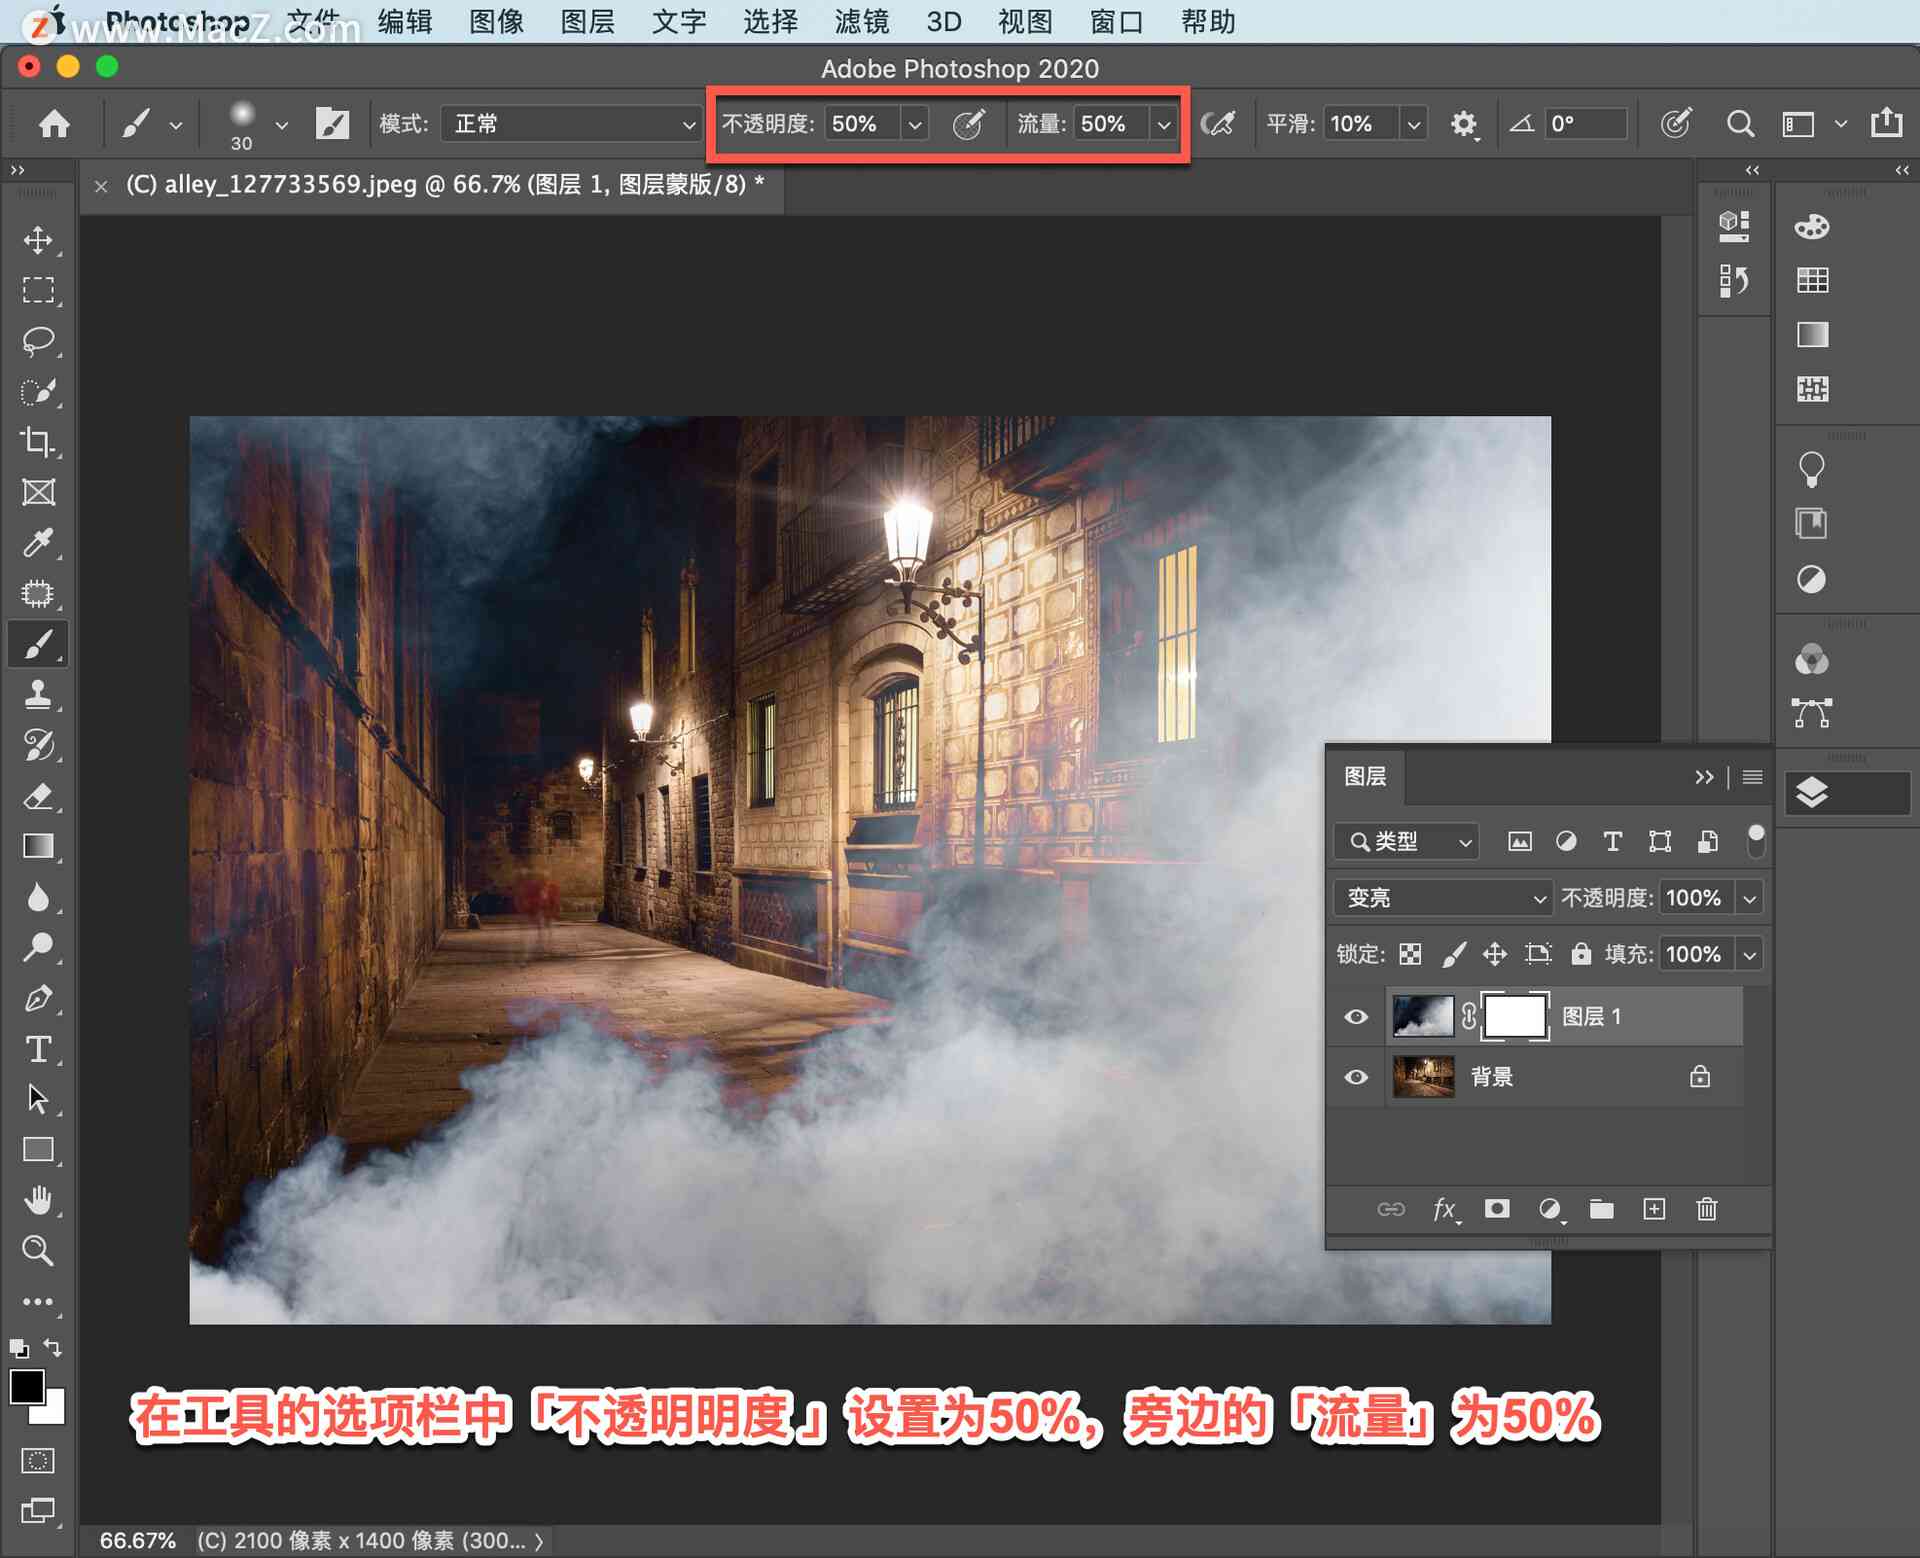 Photoshop 文件 编辑 图像 图层 文字 选择 滤镜 3D 视图 窗口 帮助
Z www.MacZ.com
Adobe Photoshop 2020
30 模式: 正常 不透明度: 50% 流量: 50% 平滑: 10% 0°
× (C) alley_127733569.jpeg @ 66.7% (图层 1, 图层蒙版/8) *
图层
类型
变亮 不透明度: 100%
锁定: 填充: 100%
图层 1
背景
fx
在工具的选项栏中「不透明明度」设置为50%，旁边的「流量」为50%
66.67% (C) 2100 像素 x 1400 像素 (300...